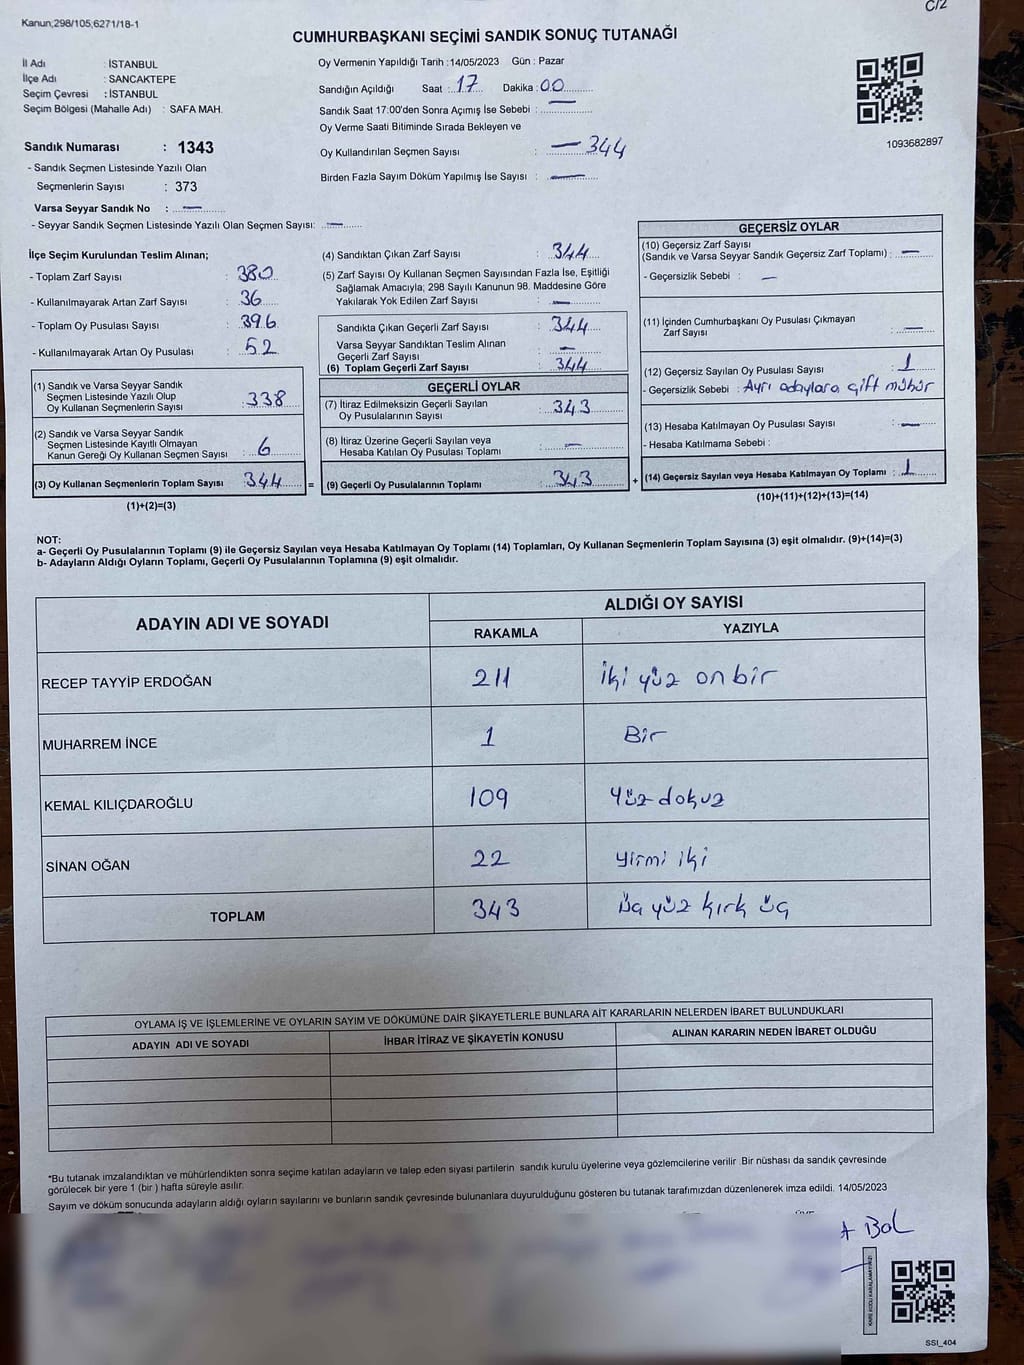 C/2
Kanun;298/105,6271/18-1
CUMHURBAŞKANI SEÇİMİ SANDIK SONUÇ TUTANAĞI
İl Adı : İSTANBUL
İlçe Adı : SANCAKTEPE
Seçim Çevresi : İSTANBUL
Seçim Bölgesi (Mahalle Adı) : SAFA MAH.
Sandık Numarası : 1343
- Sandık Seçmen Listesinde Yazılı Olan
Seçmenlerin Sayısı : 373
Varsa Seyyar Sandık No : —
- Seyyar Sandık Seçmen Listesinde Yazılı Olan Seçmen Sayısı: —
Oy Vermenin Yapıldığı Tarih :14/05/2023 Gün : Pazar
Sandığın Açıldığı Saat : 17 Dakika : 00
Sandık Saat 17:00'den Sonra Açımış İse Sebebi : —
Oy Verme Saati Bitiminde Sırada Bekleyen ve
Oy Kullandırılan Seçmen Sayısı : — 344
Birden Fazla Sayım Döküm Yapılmış İse Sayısı : —
1093682897
İlçe Seçim Kurulundan Teslim Alınan;
- Toplam Zarf Sayısı : 380
- Kullanılmayarak Artan Zarf Sayısı : 36
- Toplam Oy Pusulası Sayısı : 396
- Kullanılmayarak Artan Oy Pusulası : 52
(1) Sandık ve Varsa Seyyar Sandık
Seçmen Listesinde Yazılı Olup
Oy Kullanan Seçmenlerin Sayısı : 338
(2) Sandık ve Varsa Seyyar Sandık
Seçmen Listesinde Kayıtlı Olmayan
Kanun Gereği Oy Kullanan Seçmen Sayısı : 6
(3) Oy Kullanan Seçmenlerin Toplam Sayısı : 344 =
(1)+(2)=(3)
(4) Sandıktan Çıkan Zarf Sayısı : 344
(5) Zarf Sayısı Oy Kullanan Seçmen Sayısından Fazla İse, Eşitliği
Sağlamak Amacıyla; 298 Sayılı Kanunun 98. Maddesine Göre
Yakılarak Yok Edilen Zarf Sayısı : —
Sandıkta Çıkan Geçerli Zarf Sayısı : 344
Varsa Seyyar Sandıktan Teslim Alınan
Geçerli Zarf Sayısı : —
(6) Toplam Geçerli Zarf Sayısı : 344
GEÇERLİ OYLAR
(7) İtiraz Edilmeksizin Geçerli Sayılan
Oy Pusulalarının Sayısı : 343
(8) İtiraz Üzerine Geçerli Sayılan veya
Hesaba Katılan Oy Pusulası Toplamı : —
(9) Geçerli Oy Pusulalarının Toplamı : 343 +
GEÇERSİZ OYLAR
(10) Geçersiz Zarf Sayısı
(Sandık ve Varsa Seyyar Sandık Geçersiz Zarf Toplamı) : —
- Geçersizlik Sebebi : —
(11) İçinden Cumhurbaşkanı Oy Pusulası Çıkmayan
Zarf Sayısı : —
(12) Geçersiz Oy Pusulası Sayısı : 1
- Geçersizlik Sebebi : Ayrı adaylara çift mühür
(13) Hesaba Katılmayan Oy Pusulası Sayısı : —
- Hesaba Katılmama Sebebi :
(14) Geçersiz Sayılan veya Hesaba Katılmayan Oy Toplamı : 1
(10)+(11)+(12)+(13)=(14)
NOT:
a- Geçerli Oy Pusulalarının Toplamı (9) ile Geçersiz Sayılan veya Hesaba Katılmayan Oy Toplamı (14) Toplamları, Oy Kullanan Seçmenlerin Toplam Sayısına (3) eşit olmalıdır. (9)+(14)=(3)
b- Adayların Aldığı Oyların Toplamı, Geçerli Oy Pusulalarının Toplamına (9) eşit olmalıdır.
ADAYIN ADI VE SOYADI ALDIĞI OY SAYISI
RAKAMLA YAZIYLA
RECEP TAYYİP ERDOĞAN 211 iki yüz on bir
MUHARREM İNCE 1 Bir
KEMAL KILIÇDAROĞLU 109 Yüz dokuz
SİNAN OĞAN 22 yirmi iki
TOPLAM 343 üç yüz kırk üç
OYLAMA İŞ VE İŞLEMLERİNE VE OYLARIN SAYIM VE DÖKÜMÜNE DAİR ŞİKAYETLERLE BUNLARA AİT KARARLARIN NELERDEN İBARET BULUNDUKLARI
ADAYIN ADI VE SOYADI İHBAR İTİRAZ VE ŞİKAYETİN KONUSU ALINAN KARARIN NEDEN İBARET OLDUĞU
*Bu tutanak imzalandıktan ve mühürlendikten sonra seçime katılan adayların ve talep eden siyasi partilerin sandık kurulu üyelerine veya gözlemcilerine verilir. Bir nüshası da sandık çevresinde
görülecek bir yere 1 (bir ) hafta süreyle asılır.
Sayım ve döküm sonucunda adayların aldığı oyların sayılarını ve bunların sandık çevresinde bulunanlara duyurulduğunu gösteren bu tutanak tarafımızdan düzenlenerek imza edildi. 14/05/2023
A BOL
KARE KODU KARALAMAYINIZ!
SSI_404